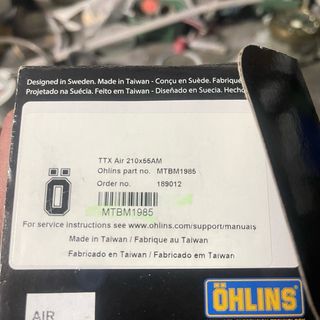 Designed in Sweden. Made in Taiwan - Conçu en Suède. Fabriqué
Projetado na Suécia. Feito em Taiwan - Diseñado en Suecia. Hecho
TTX Air 210x55AM
Ohlins part no. MTBM1985
Order no. 189012
Ö
MTBM1985
For service instructions see www.ohlins.com/support/manuals
Made in Taiwan / Fabrique au Taiwan
Fabricado en Taiwan / Fabricado em Taiwan
AIR
ÖHLINS